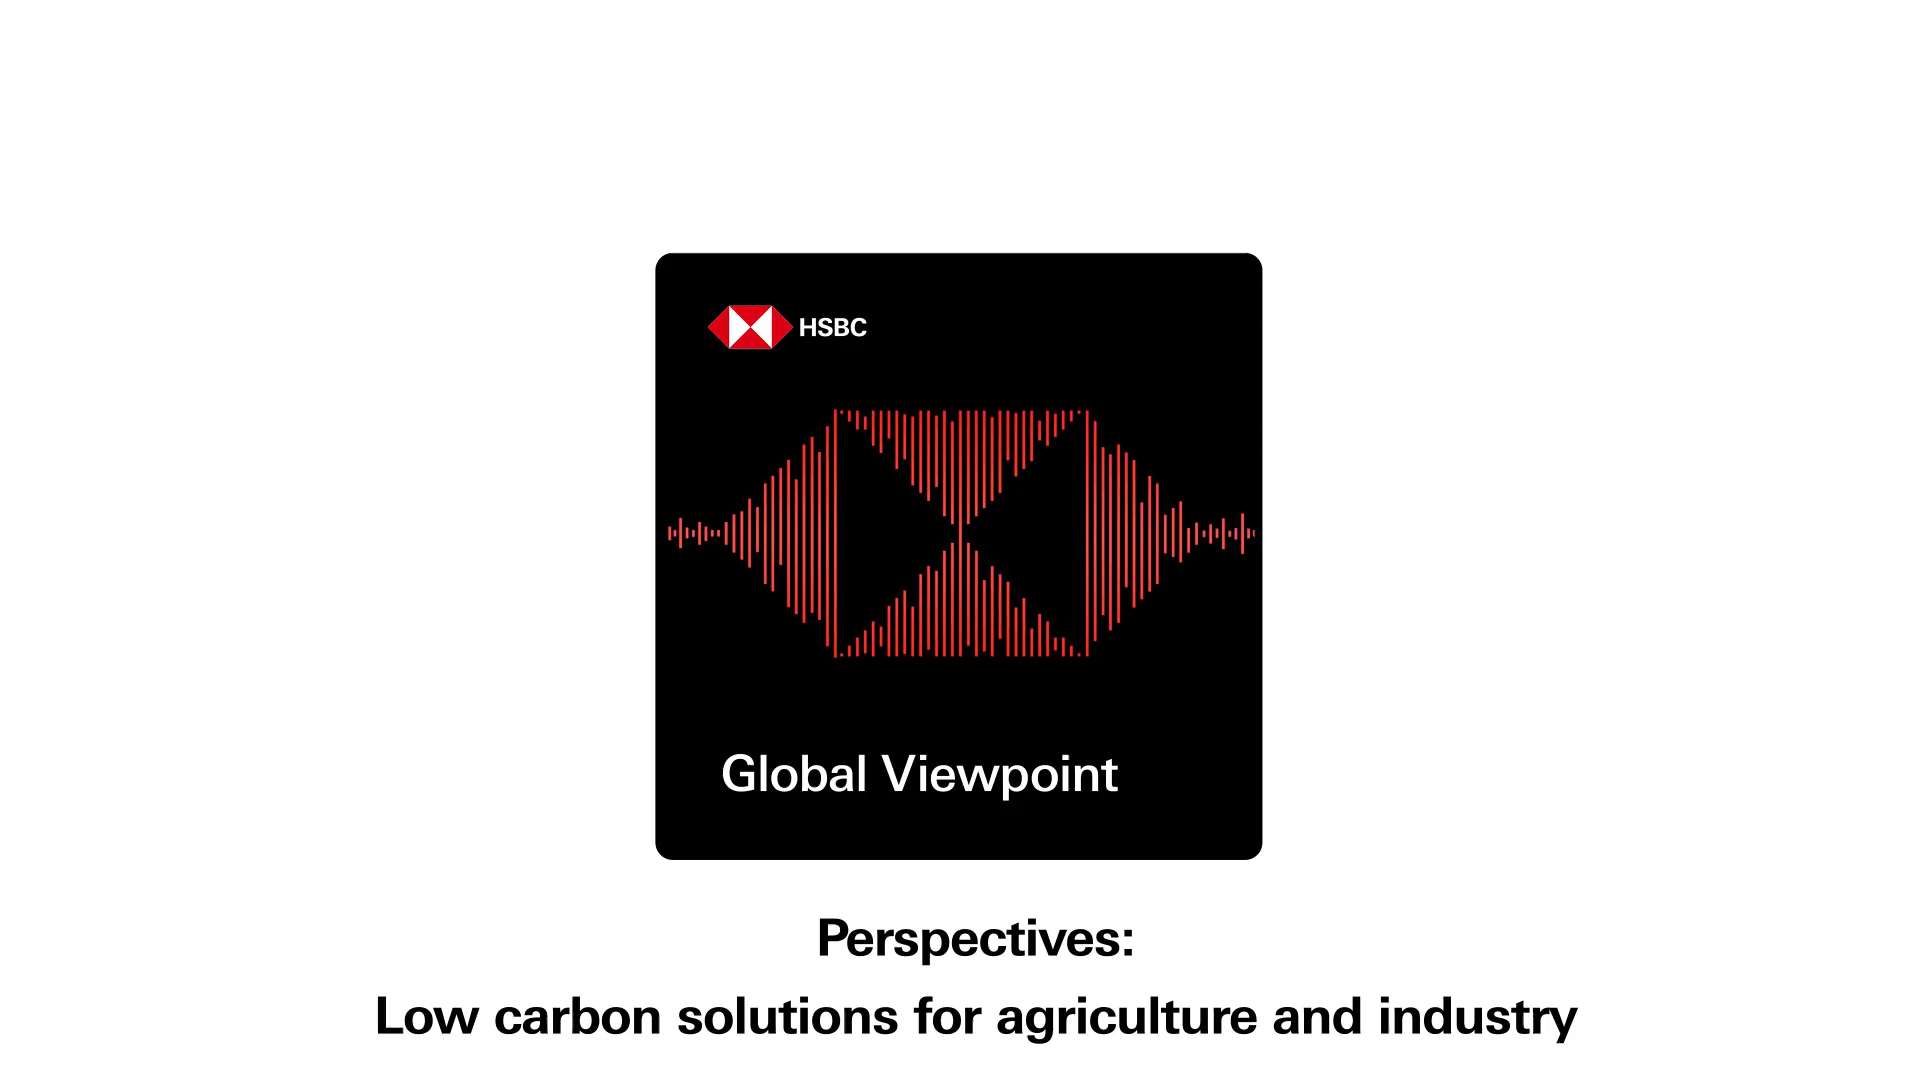 HSBC
Global Viewpoint
Perspectives:
Low carbon solutions for agriculture and industry